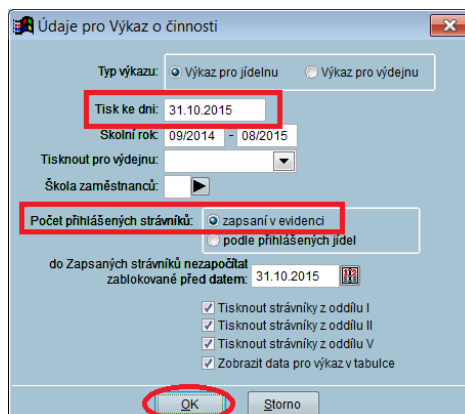 Údaje pro Výkaz o činnosti
Typ výkazu: Výkaz pro jídelnu Výkaz pro výdejnu
Tisk ke dni: 31.10.2015
Školní rok: 09/2014 - 08/2015
Tisknout pro výdejnu:
Škola zaměstnanců:
Počet přihlášených strávníků: zapsaní v evidenci
podle přihlášených jídel
do Zapsaných strávníků nezapočítat
zablokované před datem: 31.10.2015
Tisknout strávníky z oddílu I
Tisknout strávníky z oddílu II
Tisknout strávníky z oddílu V
Zobrazit data pro výkaz v tabulce
OK Storno